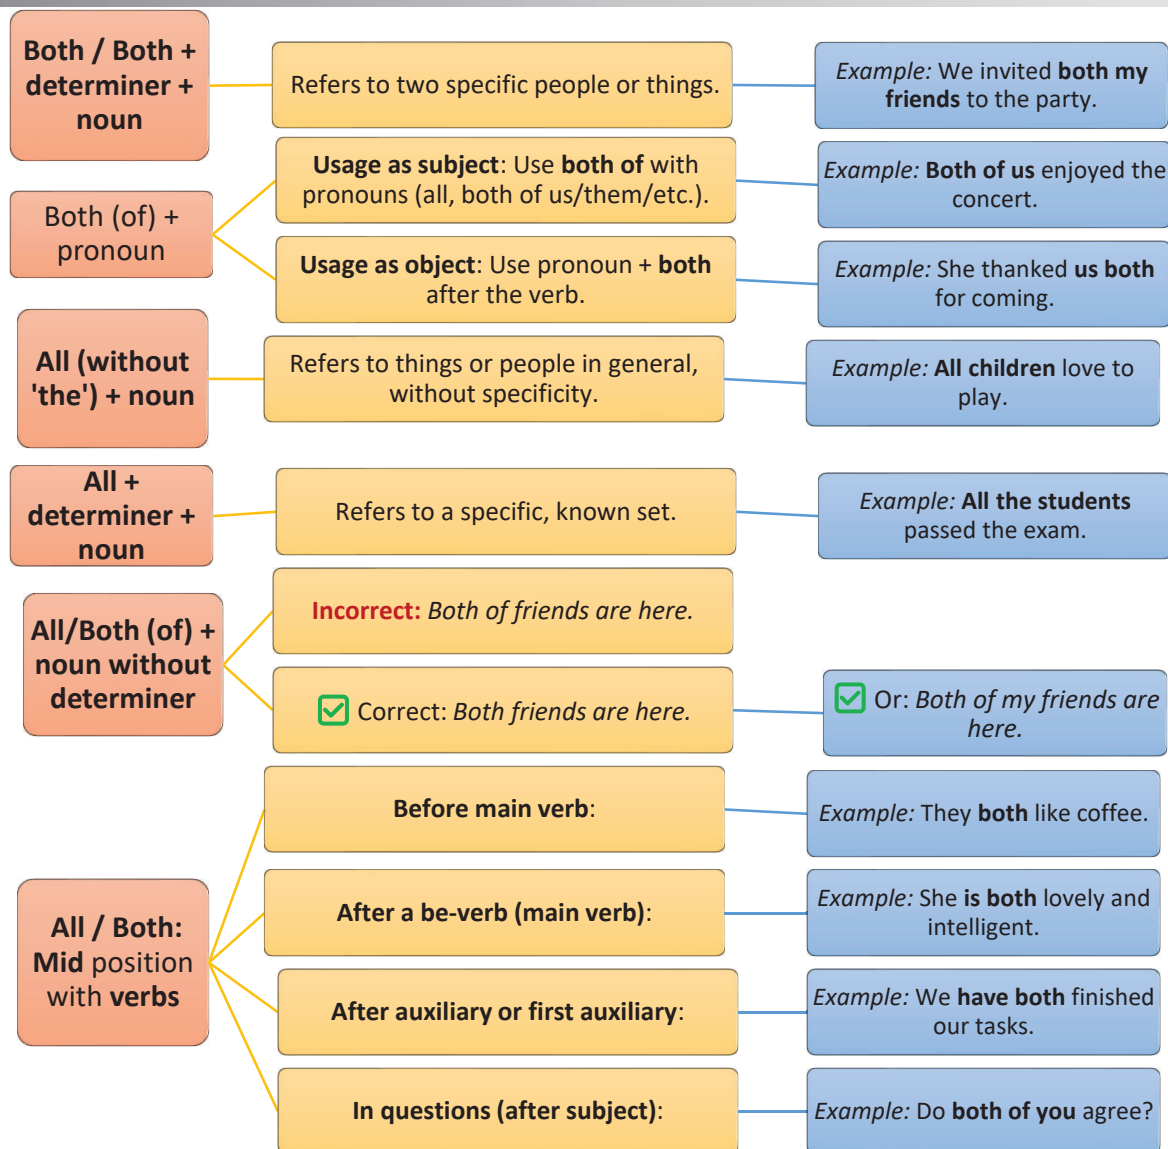 Both / Both +
determiner +
noun
Refers to two specific people or things.
Example: We invited both my
friends to the party.
Both (of) +
pronoun
Usage as subject: Use both of with
pronouns (all, both of us/them/etc.).
Example: Both of us enjoyed the
concert.
Usage as object: Use pronoun + both
after the verb.
Example: She thanked us both
for coming.
All (without
'the') + noun
Refers to things or people in general,
without specificity.
Example: All children love to
play.
All +
determiner +
noun
Refers to a specific, known set.
Example: All the students
passed the exam.
All/Both (of) +
noun without
determiner
Incorrect: Both of friends are here.
Correct: Both friends are here.
Or: Both of my friends are
here.
All / Both:
Mid position
with verbs
Before main verb:
Example: They both like coffee.
After a be-verb (main verb):
Example: She is both lovely and
intelligent.
After auxiliary or first auxiliary:
Example: We have both finished
our tasks.
In questions (after subject):
Example: Do both of you agree?